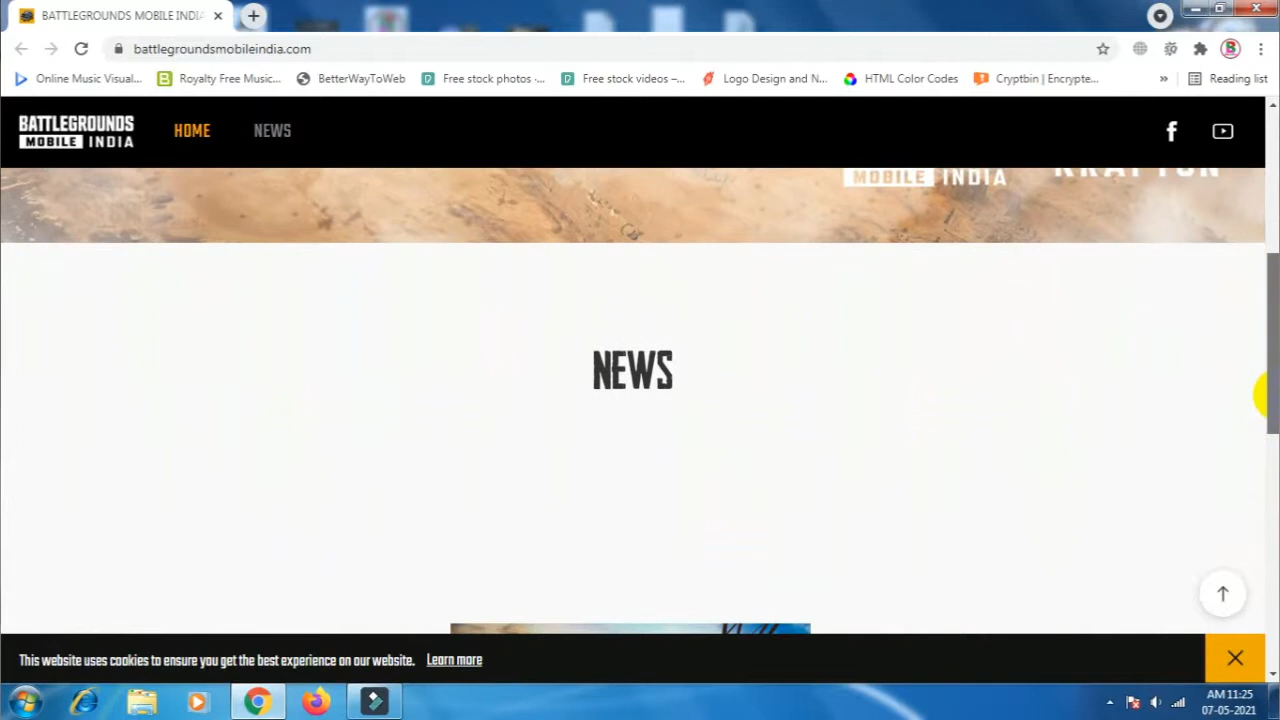 BATTLEGROUNDS MOBILE INDIA
battlegroundsmobileindia.com
Online Music Visual...
Royalty Free Music...
BetterWayToWeb
Free stock photos ·...
Free stock videos –...
Logo Design and N...
HTML Color Codes
Cryptbin | Encrypte...
»
Reading list
BATTLEGROUNDS
MOBILE INDIA
HOME
NEWS
MOBILE INDIA
KRAFTON
NEWS
This website uses cookies to ensure you get the best experience on our website. Learn more
AM 11:25
07-05-2021